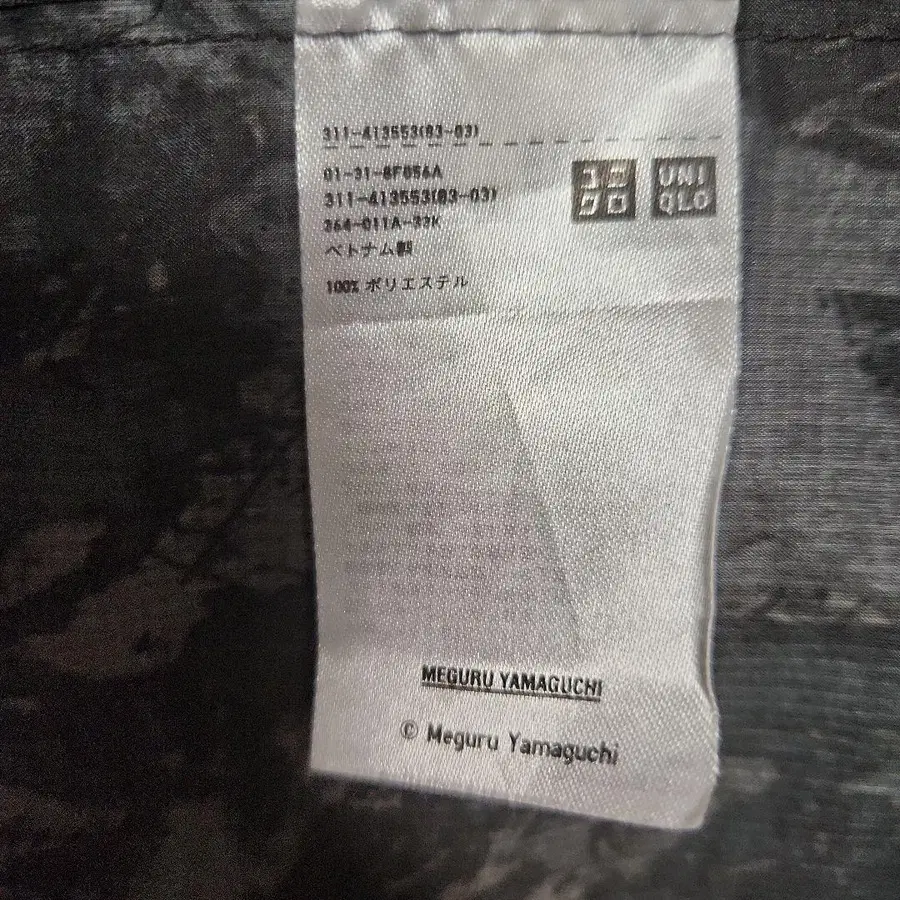 311-413553(83-03)
01-31-8F056A
311-413553(83-03)
264-011A-33K
ベトナム製
100% ポリエステル
ユニ
クロ
UNI
QLO
MEGURU YAMAGUCHI
© Meguru Yamaguchi